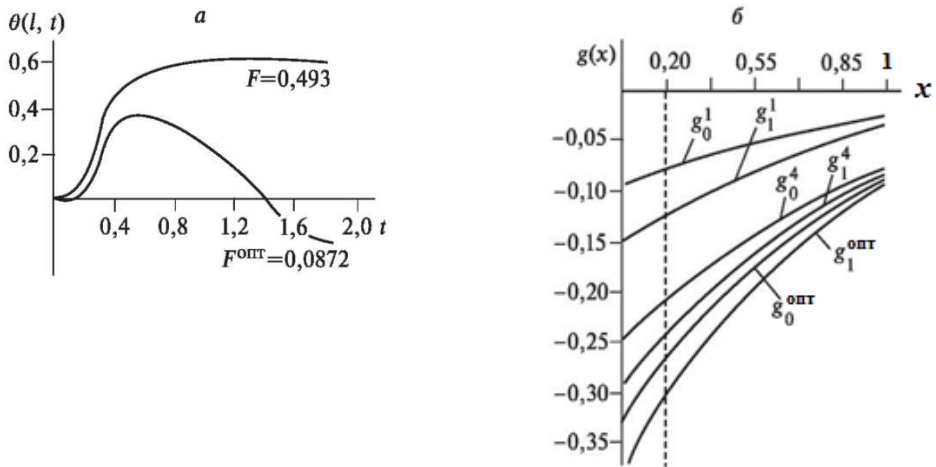 а
θ(l, t)
0,6
F=0,493
0,4
0,2
0,4 0,8 1,2 1,6 2,0 t
F^опт=0,0872
б
g(x) 0,20 0,55 0,85 1
x
−0,05
g_0^1 g_1^1
−0,10
g_0^4 g_1^4
−0,15
g_1^опт
−0,20
g_0^опт
−0,25
−0,30
−0,35